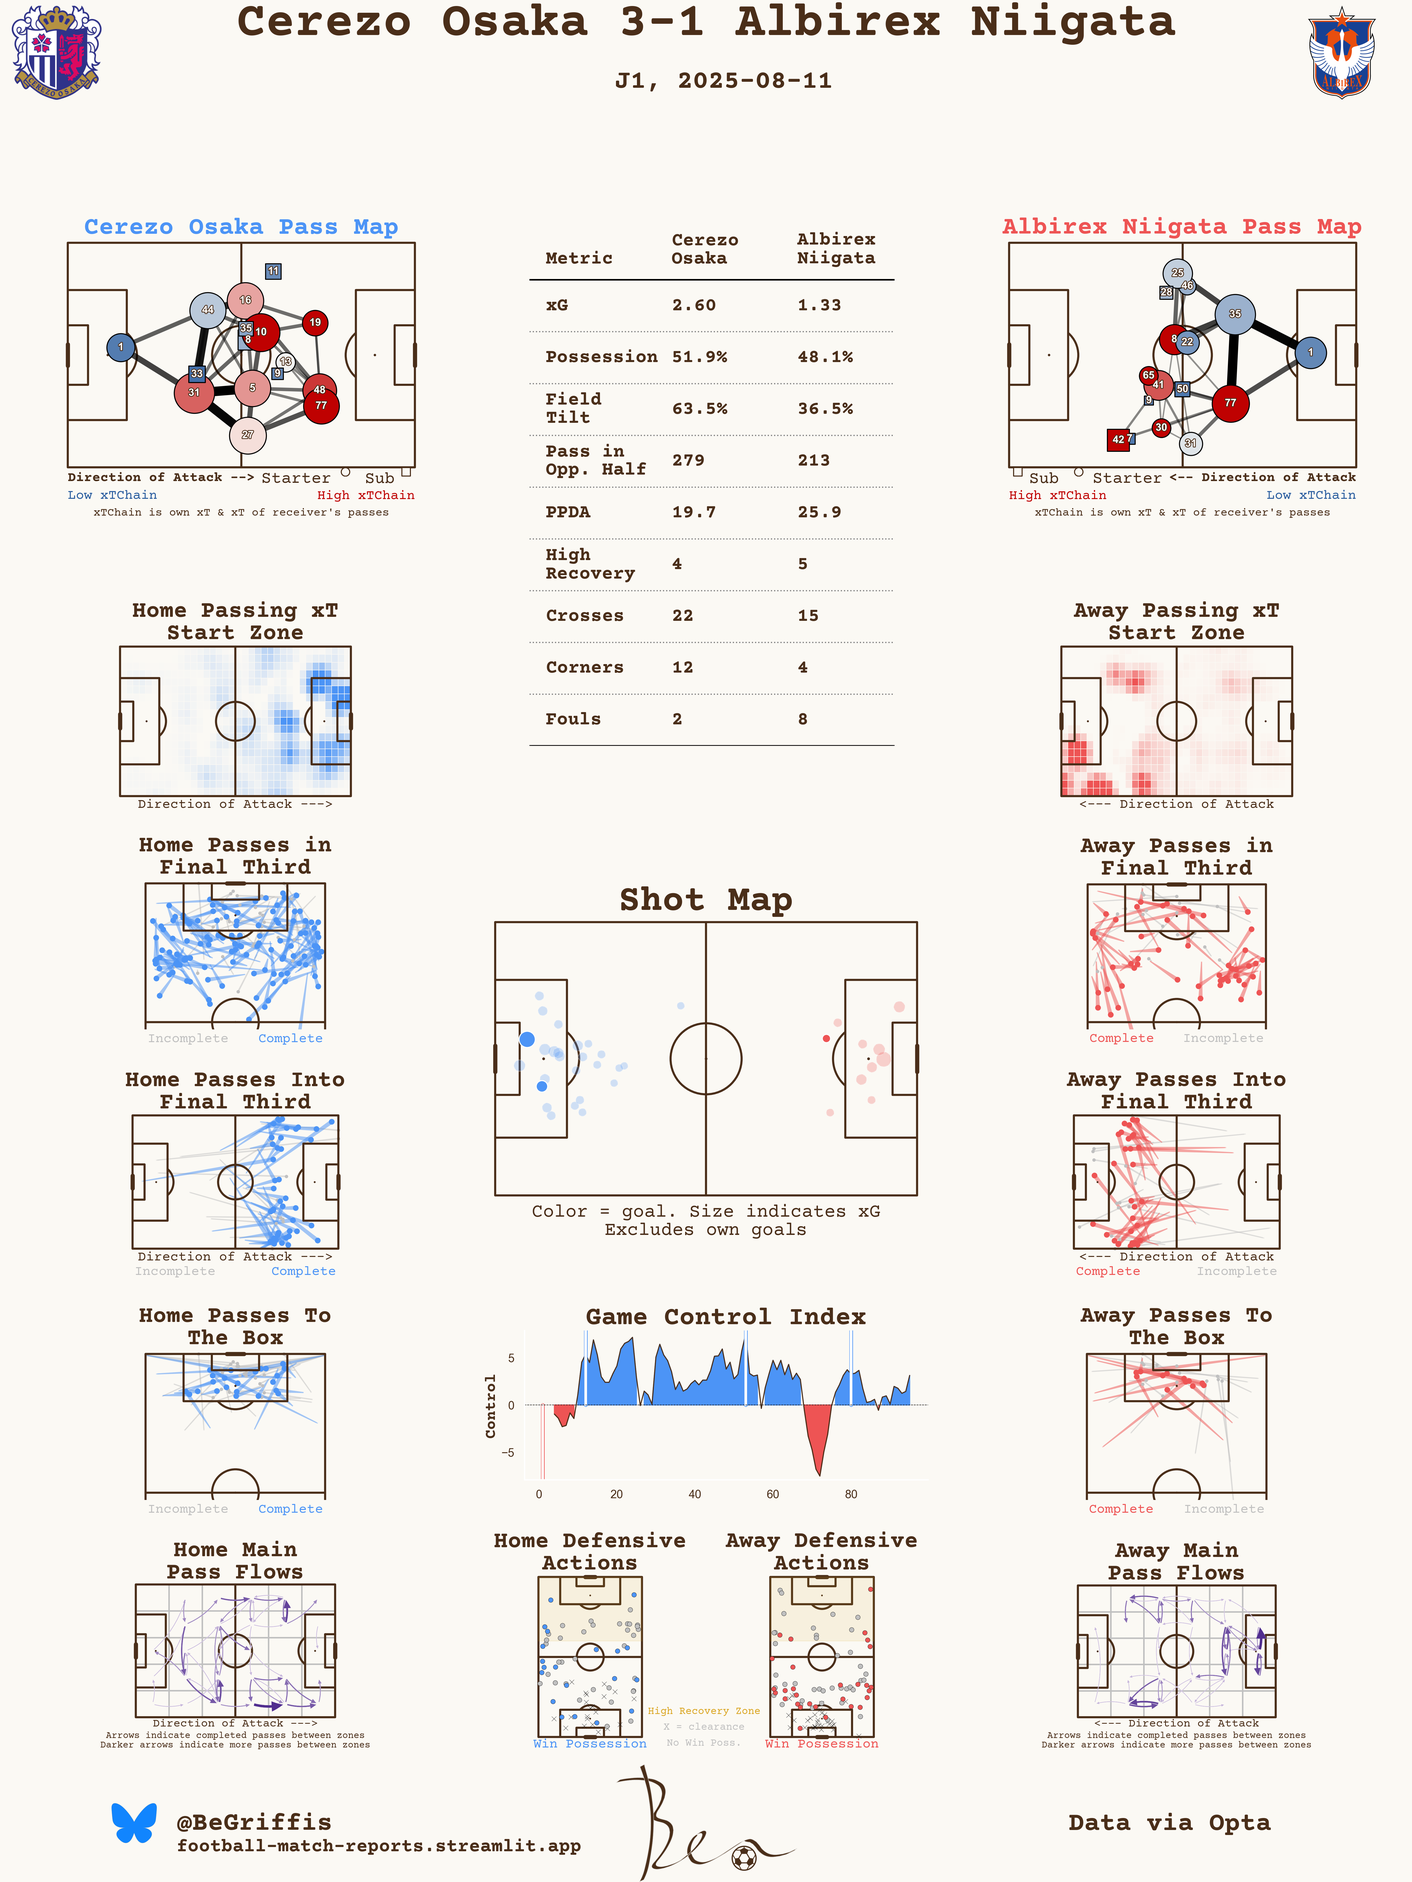 Cerezo Osaka 3-1 Albirex Niigata
J1, 2025-08-11
CEREZO OSAKA
ALBIREX
Cerezo Osaka Pass Map
11
16
44
35
10
19
8
1
13
33
9
31
5
48
77
27
Direction of Attack --> Starter Sub
Low xTChain High xTChain
xTChain is own xT & xT of receiver's passes
Metric Cerezo Osaka Albirex Niigata
xG 2.60 1.33
Possession 51.9% 48.1%
Field Tilt 63.5% 36.5%
Pass in Opp. Half 279 213
PPDA 19.7 25.9
High Recovery 4 5
Crosses 22 15
Corners 12 4
Fouls 2 8
Albirex Niigata Pass Map
25
46
28
35
8
22
1
65
41
50
9
77
30
42
7
31
Sub Starter <-- Direction of Attack
High xTChain Low xTChain
xTChain is own xT & xT of receiver's passes
Home Passing xT
Start Zone
Direction of Attack --->
Away Passing xT
Start Zone
<--- Direction of Attack
Home Passes in
Final Third
Incomplete Complete
Away Passes in
Final Third
Complete Incomplete
Shot Map
Color = goal. Size indicates xG
Excludes own goals
Home Passes Into
Final Third
Direction of Attack --->
Incomplete Complete
Away Passes Into
Final Third
<--- Direction of Attack
Complete Incomplete
Home Passes To
The Box
Incomplete Complete
Game Control Index
Control
5
0
−5
0 20 40 60 80
Away Passes To
The Box
Complete Incomplete
Home Main
Pass Flows
Direction of Attack --->
Arrows indicate completed passes between zones
Darker arrows indicate more passes between zones
Home Defensive
Actions
Win Possession
Away Defensive
Actions
Win Possession
High Recovery Zone
X = clearance
No Win Poss.
Away Main
Pass Flows
<--- Direction of Attack
Arrows indicate completed passes between zones
Darker arrows indicate more passes between zones
@BeGriffis
football-match-reports.streamlit.app
Ben
Data via Opta